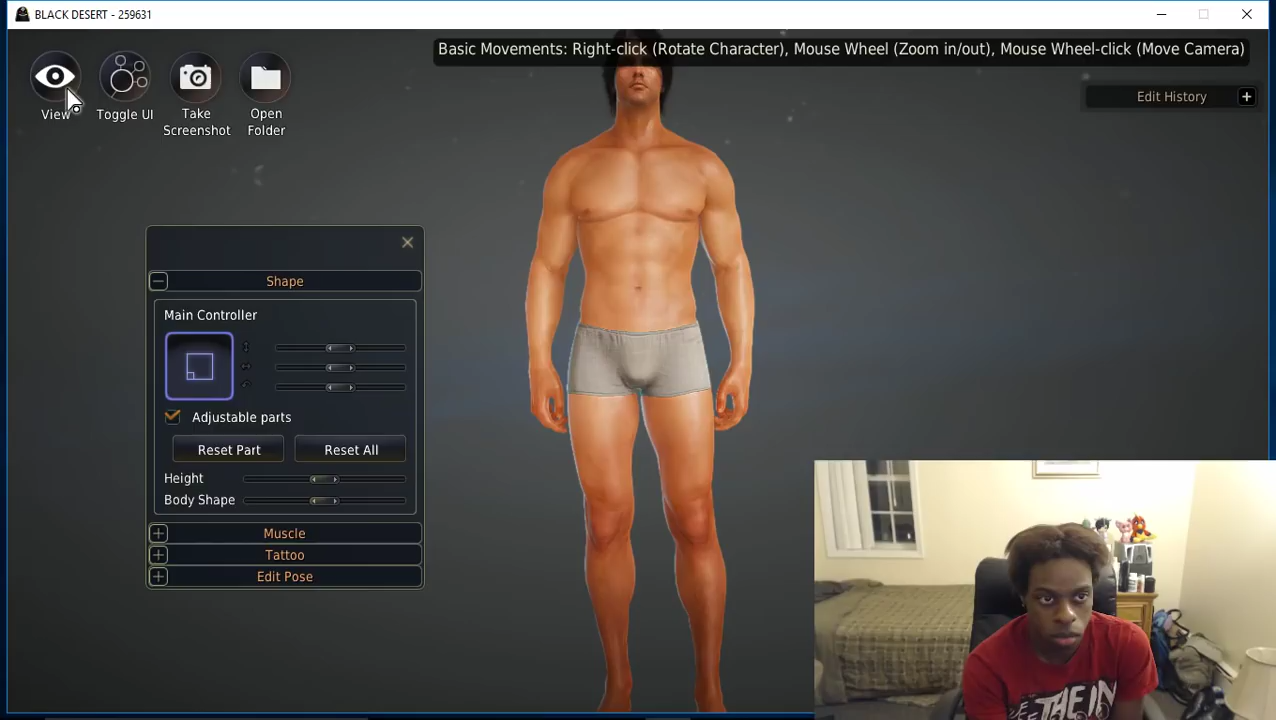 BLACK DESERT - 259631
Basic Movements: Right-click (Rotate Character), Mouse Wheel (Zoom in/out), Mouse Wheel-click (Move Camera)
View
Toggle UI
Take
Screenshot
Open
Folder
Edit History
Shape
Main Controller
Adjustable parts
Reset Part
Reset All
Height
Body Shape
Muscle
Tattoo
Edit Pose
THE IN